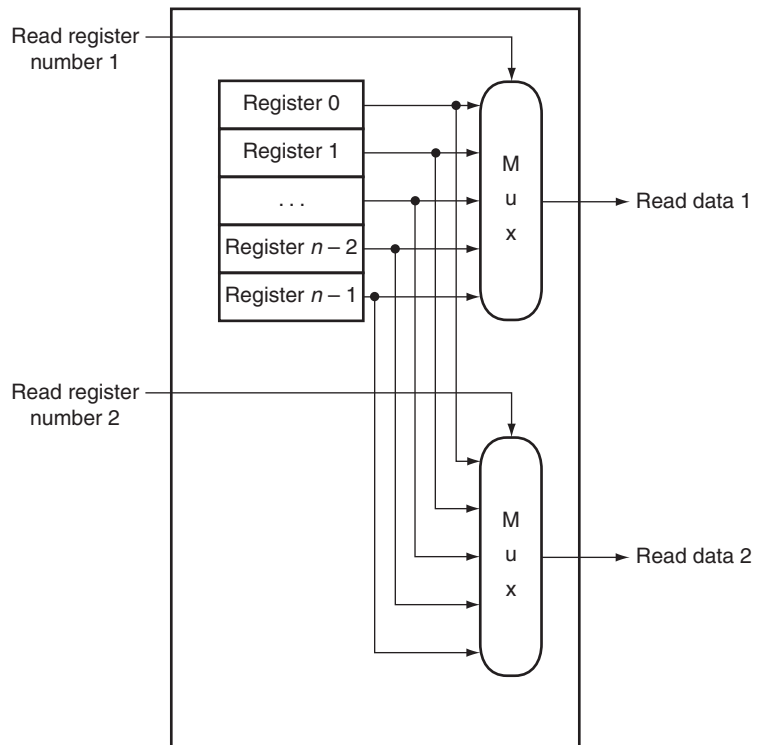 Read register
number 1
Register 0
Register 1
. . .
Register n – 2
Register n – 1
M
u
x
Read data 1
Read register
number 2
M
u
x
Read data 2